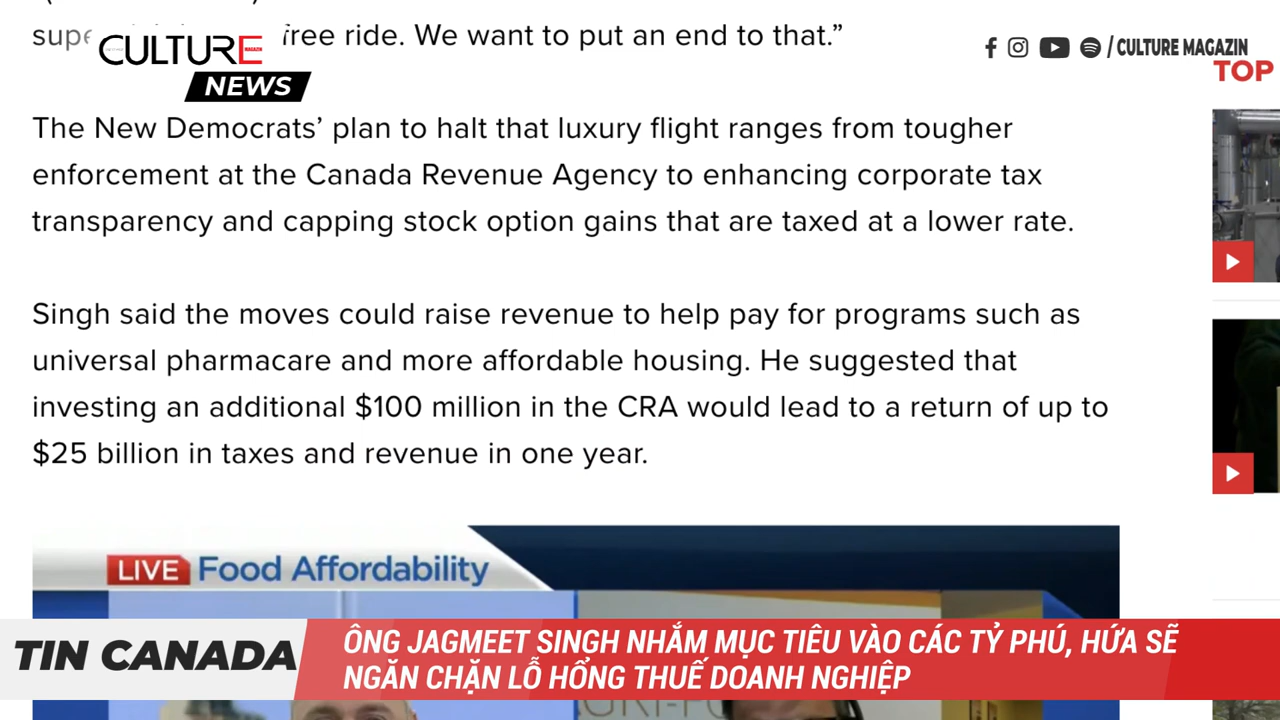 free ride. We want to put an end to that.”
CULTURE
MAGAZIN
NEWS
/ CULTURE MAGAZIN
TOP
The New Democrats’ plan to halt that luxury flight ranges from tougher
enforcement at the Canada Revenue Agency to enhancing corporate tax
transparency and capping stock option gains that are taxed at a lower rate.
Singh said the moves could raise revenue to help pay for programs such as
universal pharmacare and more affordable housing. He suggested that
investing an additional $100 million in the CRA would lead to a return of up to
$25 billion in taxes and revenue in one year.
LIVE Food Affordability
TIN CANADA
ÔNG JAGMEET SINGH NHẮM MỤC TIÊU VÀO CÁC TỶ PHÚ, HỨA SẼ
NGĂN CHẶN LỖ HỔNG THUẾ DOANH NGHIỆP